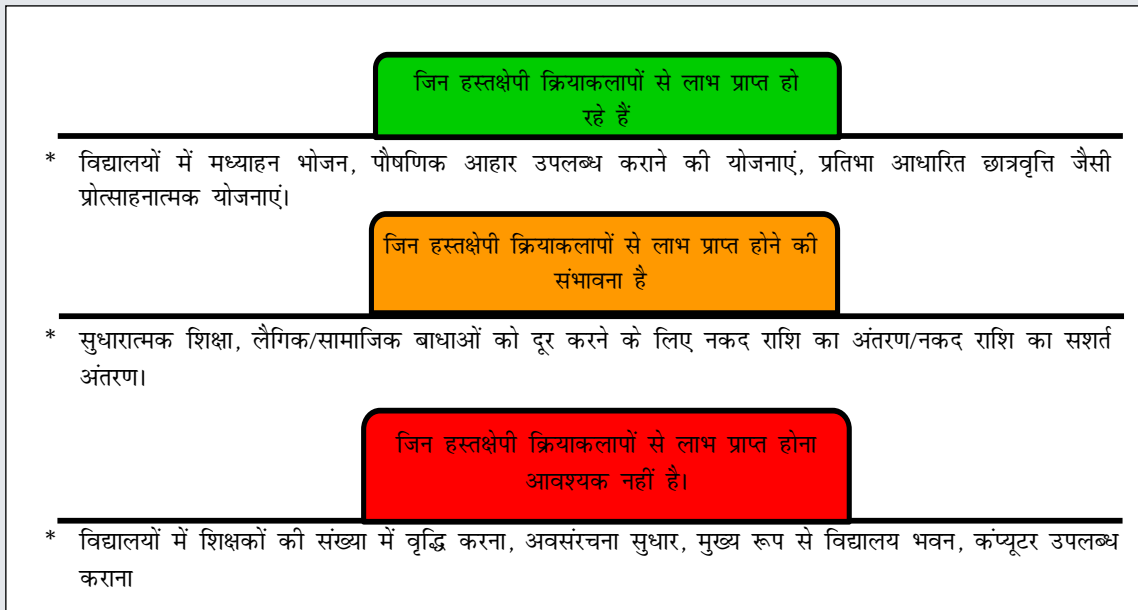 जिन हस्तक्षेपी क्रियाकलापों से लाभ प्राप्त हो
रहे हैं
* विद्यालयों में मध्याहन भोजन, पौषणिक आहार उपलब्ध कराने की योजनाएं, प्रतिभा आधारित छात्रवृत्ति जैसी
प्रोत्साहनात्मक योजनाएं।
जिन हस्तक्षेपी क्रियाकलापों से लाभ प्राप्त होने की
संभावना है
* सुधारात्मक शिक्षा, लैगिक/सामाजिक बाधाओं को दूर करने के लिए नकद राशि का अंतरण/नकद राशि का सशर्त
अंतरण।
जिन हस्तक्षेपी क्रियाकलापों से लाभ प्राप्त होना
आवश्यक नहीं है।
* विद्यालयों में शिक्षकों की संख्या में वृद्धि करना, अवसंरचना सुधार, मुख्य रूप से विद्यालय भवन, कंप्यूटर उपलब्ध
कराना